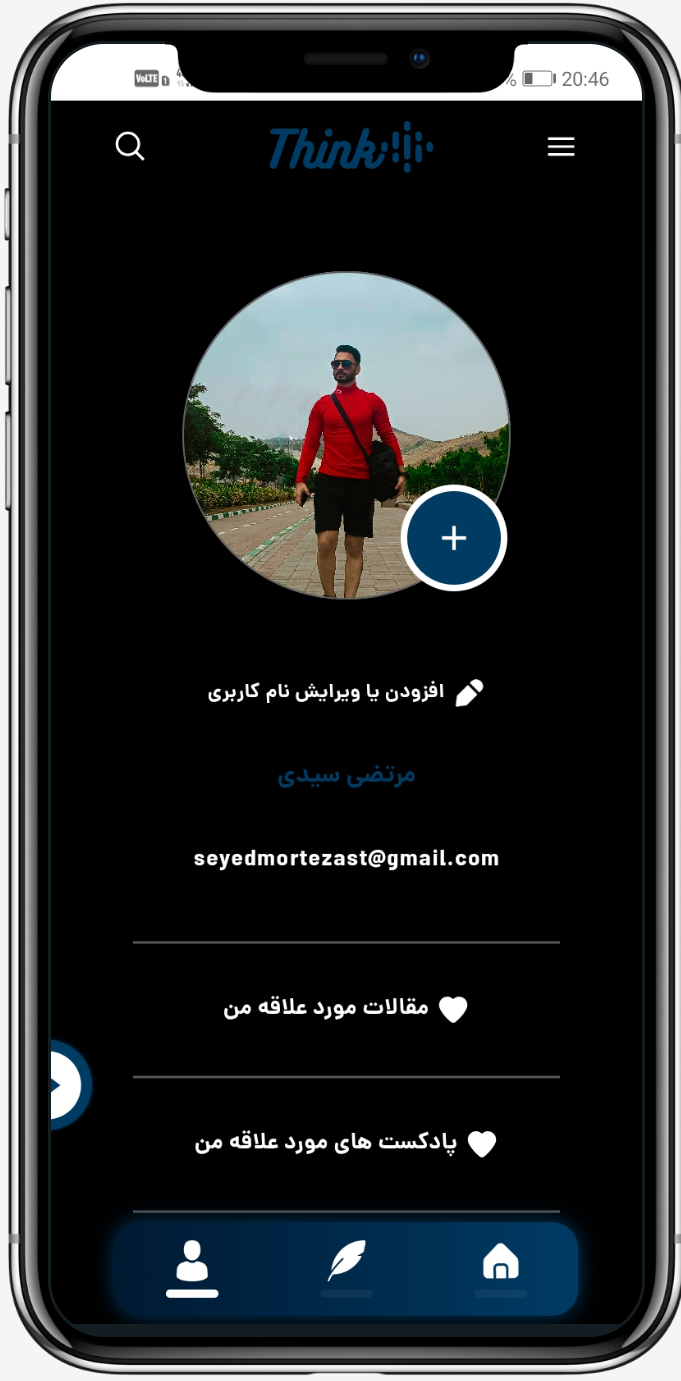 VoLTE 1 % 20:46
Think
افزودن یا ویرایش نام کاربری
مرتضی سیدی
seyedmortezast@gmail.com
مقالات مورد علاقه من
پادکست های مورد علاقه من